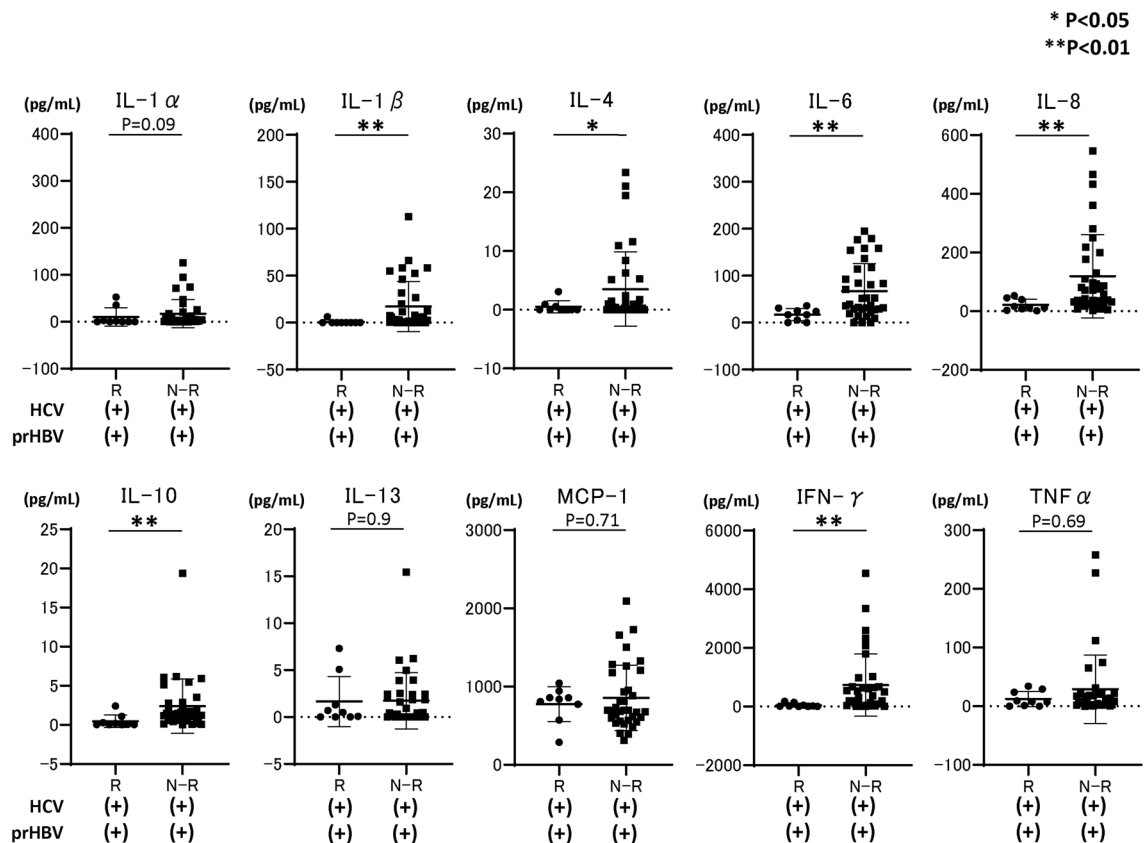 * P<0.05
**P<0.01
(pg/mL) IL-1 α
P=0.09
400
300
200
100
0
-100
R N-R
HCV (+) (+)
prHBV (+) (+)
(pg/mL) IL-1 β
**
200
150
100
50
0
-50
R N-R
(+) (+)
(+) (+)
(pg/mL) IL-4
*
30
20
10
0
-10
R N-R
(+) (+)
(+) (+)
(pg/mL) IL-6
**
400
300
200
100
0
-100
R N-R
(+) (+)
(+) (+)
(pg/mL) IL-8
**
600
400
200
0
-200
R N-R
(+) (+)
(+) (+)
(pg/mL) IL-10
**
25
20
15
10
5
0
-5
R N-R
HCV (+) (+)
prHBV (+) (+)
(pg/mL) IL-13
P=0.9
20
15
10
5
0
-5
R N-R
(+) (+)
(+) (+)
(pg/mL) MCP-1
P=0.71
3000
2000
1000
0
R N-R
(+) (+)
(+) (+)
(pg/mL) IFN-γ
**
6000
4000
2000
0
-2000
R N-R
(+) (+)
(+) (+)
(pg/mL) TNF α
P=0.69
300
200
100
0
-100
R N-R
(+) (+)
(+) (+)